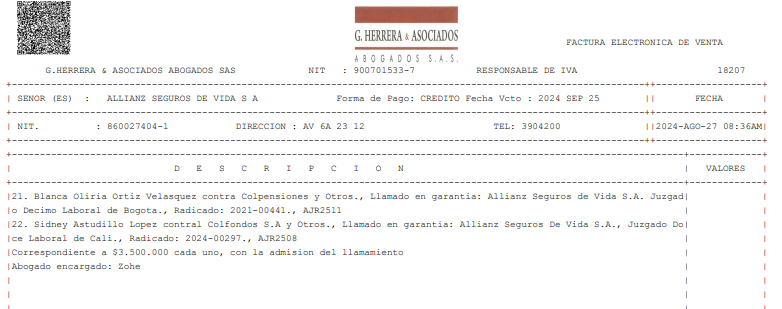 G. HERRERA & ASOCIADOS
ABOGADOS S.A.S.
FACTURA ELECTRONICA DE VENTA
G.HERRERA & ASOCIADOS ABOGADOS SAS NIT : 900701533-7 RESPONSABLE DE IVA 18207
SENOR (ES) : ALLIANZ SEGUROS DE VIDA S A Forma de Pago: CREDITO Fecha Vcto : 2024 SEP 25 FECHA
NIT. : 860027404-1 DIRECCION : AV 6A 23 12 TEL: 3904200 2024-AGO-27 08:36AM
D E S C R I P C I O N VALORES
21. Blanca Oliria Ortiz Velasquez contra Colpensiones y Otros., Llamado en garantia: Allianz Seguros de Vida S.A. Juzgad
o Decimo Laboral de Bogota., Radicado: 2021-00441., AJR2511
22. Sidney Astudillo Lopez contral Colfondos S.A y Otros., Llamado en garantia: Allianz Seguros De Vida S.A., Juzgado Do
ce Laboral de Cali., Radicado: 2024-00297., AJR2508
Correspondiente a $3.500.000 cada uno, con la admision del llamamiento
Abogado encargado: Zohe